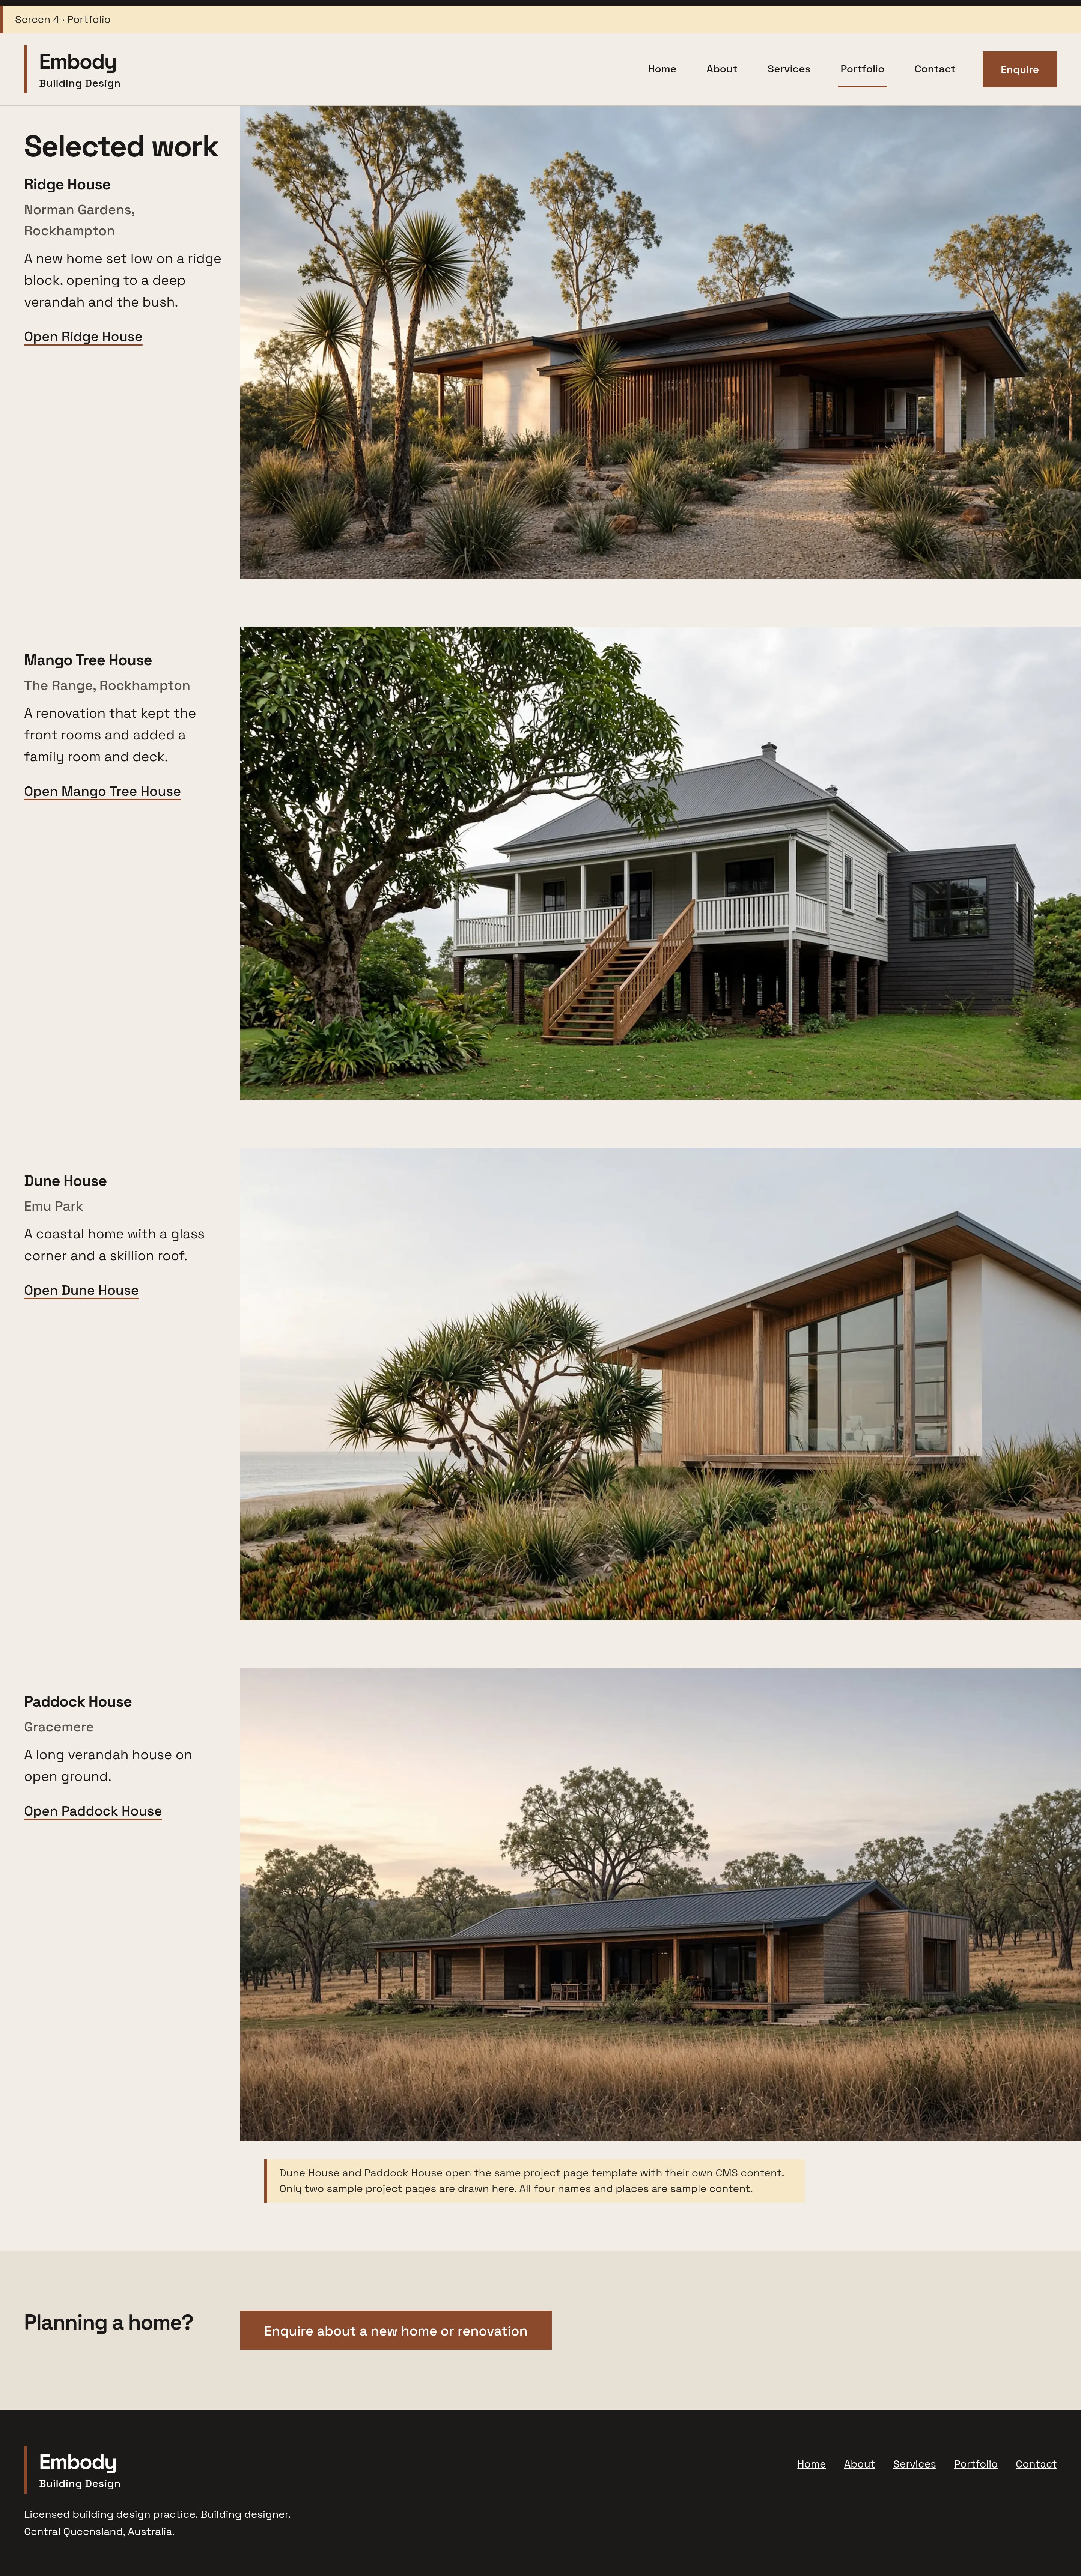 Screen 4 · Portfolio
Embody
Building Design
Home
About
Services
Portfolio
Contact
Enquire
Selected work
Ridge House
Norman Gardens,
Rockhampton
A new home set low on a ridge
block, opening to a deep
verandah and the bush.
Open Ridge House
Mango Tree House
The Range, Rockhampton
A renovation that kept the
front rooms and added a
family room and deck.
Open Mango Tree House
Dune House
Emu Park
A coastal home with a glass
corner and a skillion roof.
Open Dune House
Paddock House
Gracemere
A long verandah house on
open ground.
Open Paddock House
Dune House and Paddock House open the same project page template with their own CMS content.
Only two sample project pages are drawn here. All four names and places are sample content.
Planning a home?
Enquire about a new home or renovation
Embody
Building Design
Home
About
Services
Portfolio
Contact
Licensed building design practice. Building designer.
Central Queensland, Australia.